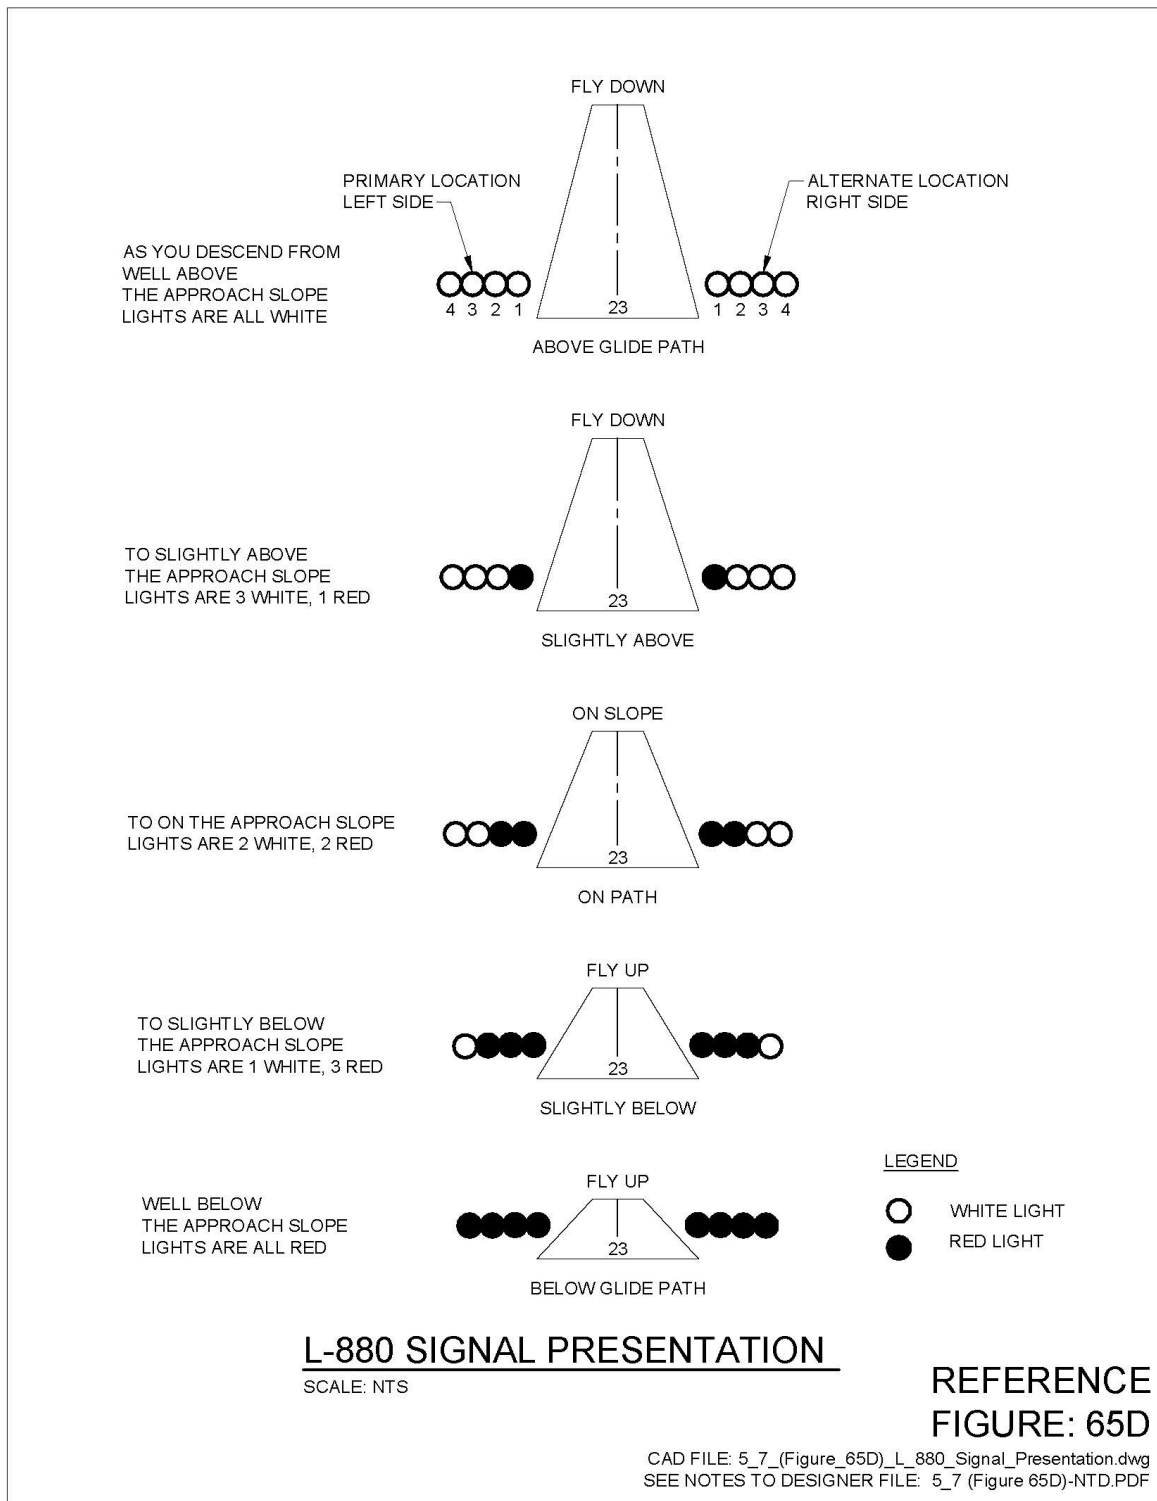 FLY DOWN
PRIMARY LOCATION
LEFT SIDE
ALTERNATE LOCATION
RIGHT SIDE
AS YOU DESCEND FROM
WELL ABOVE
THE APPROACH SLOPE
LIGHTS ARE ALL WHITE
4 3 2 1
23
1 2 3 4
ABOVE GLIDE PATH
FLY DOWN
TO SLIGHTLY ABOVE
THE APPROACH SLOPE
LIGHTS ARE 3 WHITE, 1 RED
23
SLIGHTLY ABOVE
ON SLOPE
TO ON THE APPROACH SLOPE
LIGHTS ARE 2 WHITE, 2 RED
23
ON PATH
FLY UP
TO SLIGHTLY BELOW
THE APPROACH SLOPE
LIGHTS ARE 1 WHITE, 3 RED
23
SLIGHTLY BELOW
FLY UP
WELL BELOW
THE APPROACH SLOPE
LIGHTS ARE ALL RED
23
BELOW GLIDE PATH
LEGEND
WHITE LIGHT
RED LIGHT
L-880 SIGNAL PRESENTATION
SCALE: NTS
REFERENCE
FIGURE: 65D
CAD FILE: 5_7_(Figure_65D)_L_880_Signal_Presentation.dwg
SEE NOTES TO DESIGNER FILE: 5_7 (Figure 65D)-NTD.PDF